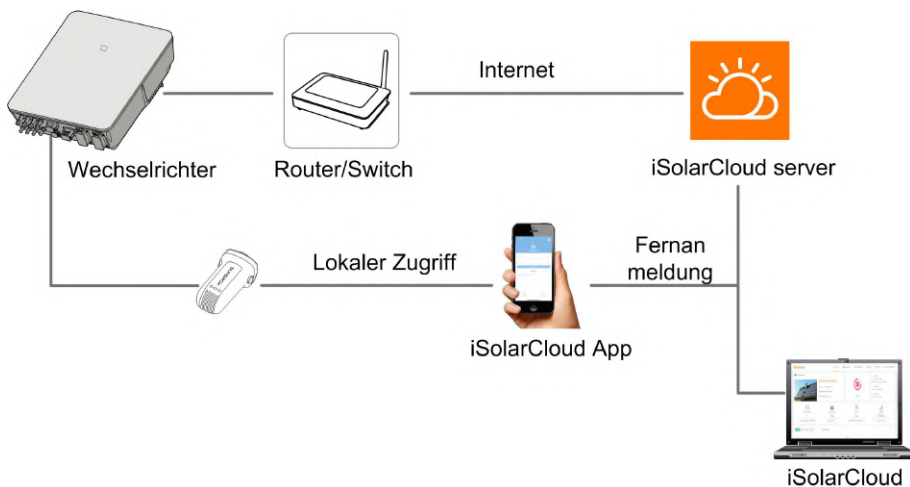 Internet
Wechselrichter
Router/Switch
iSolarCloud server
Lokaler Zugriff
Fernan
meldung
iSolarCloud App
iSolarCloud